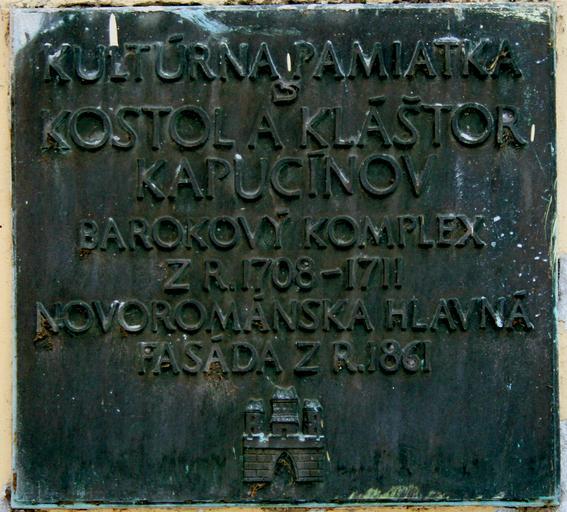 KULTÚRNA PAMIATKA
KOSTOL A KLÁŠTOR
KAPUCÍNOV
BAROKOVÝ KOMPLEX
Z R. 1708-1711
NOVOROMÁNSKA HLAVNÁ
FASÁDA Z R. 1861